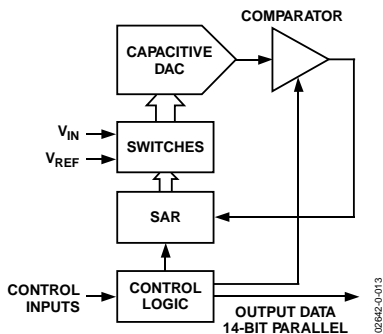 COMPARATOR
CAPACITIVE
DAC
V_IN
V_REF
SWITCHES
SAR
CONTROL
INPUTS
CONTROL
LOGIC
OUTPUT DATA
14-BIT PARALLEL
02642-0-013